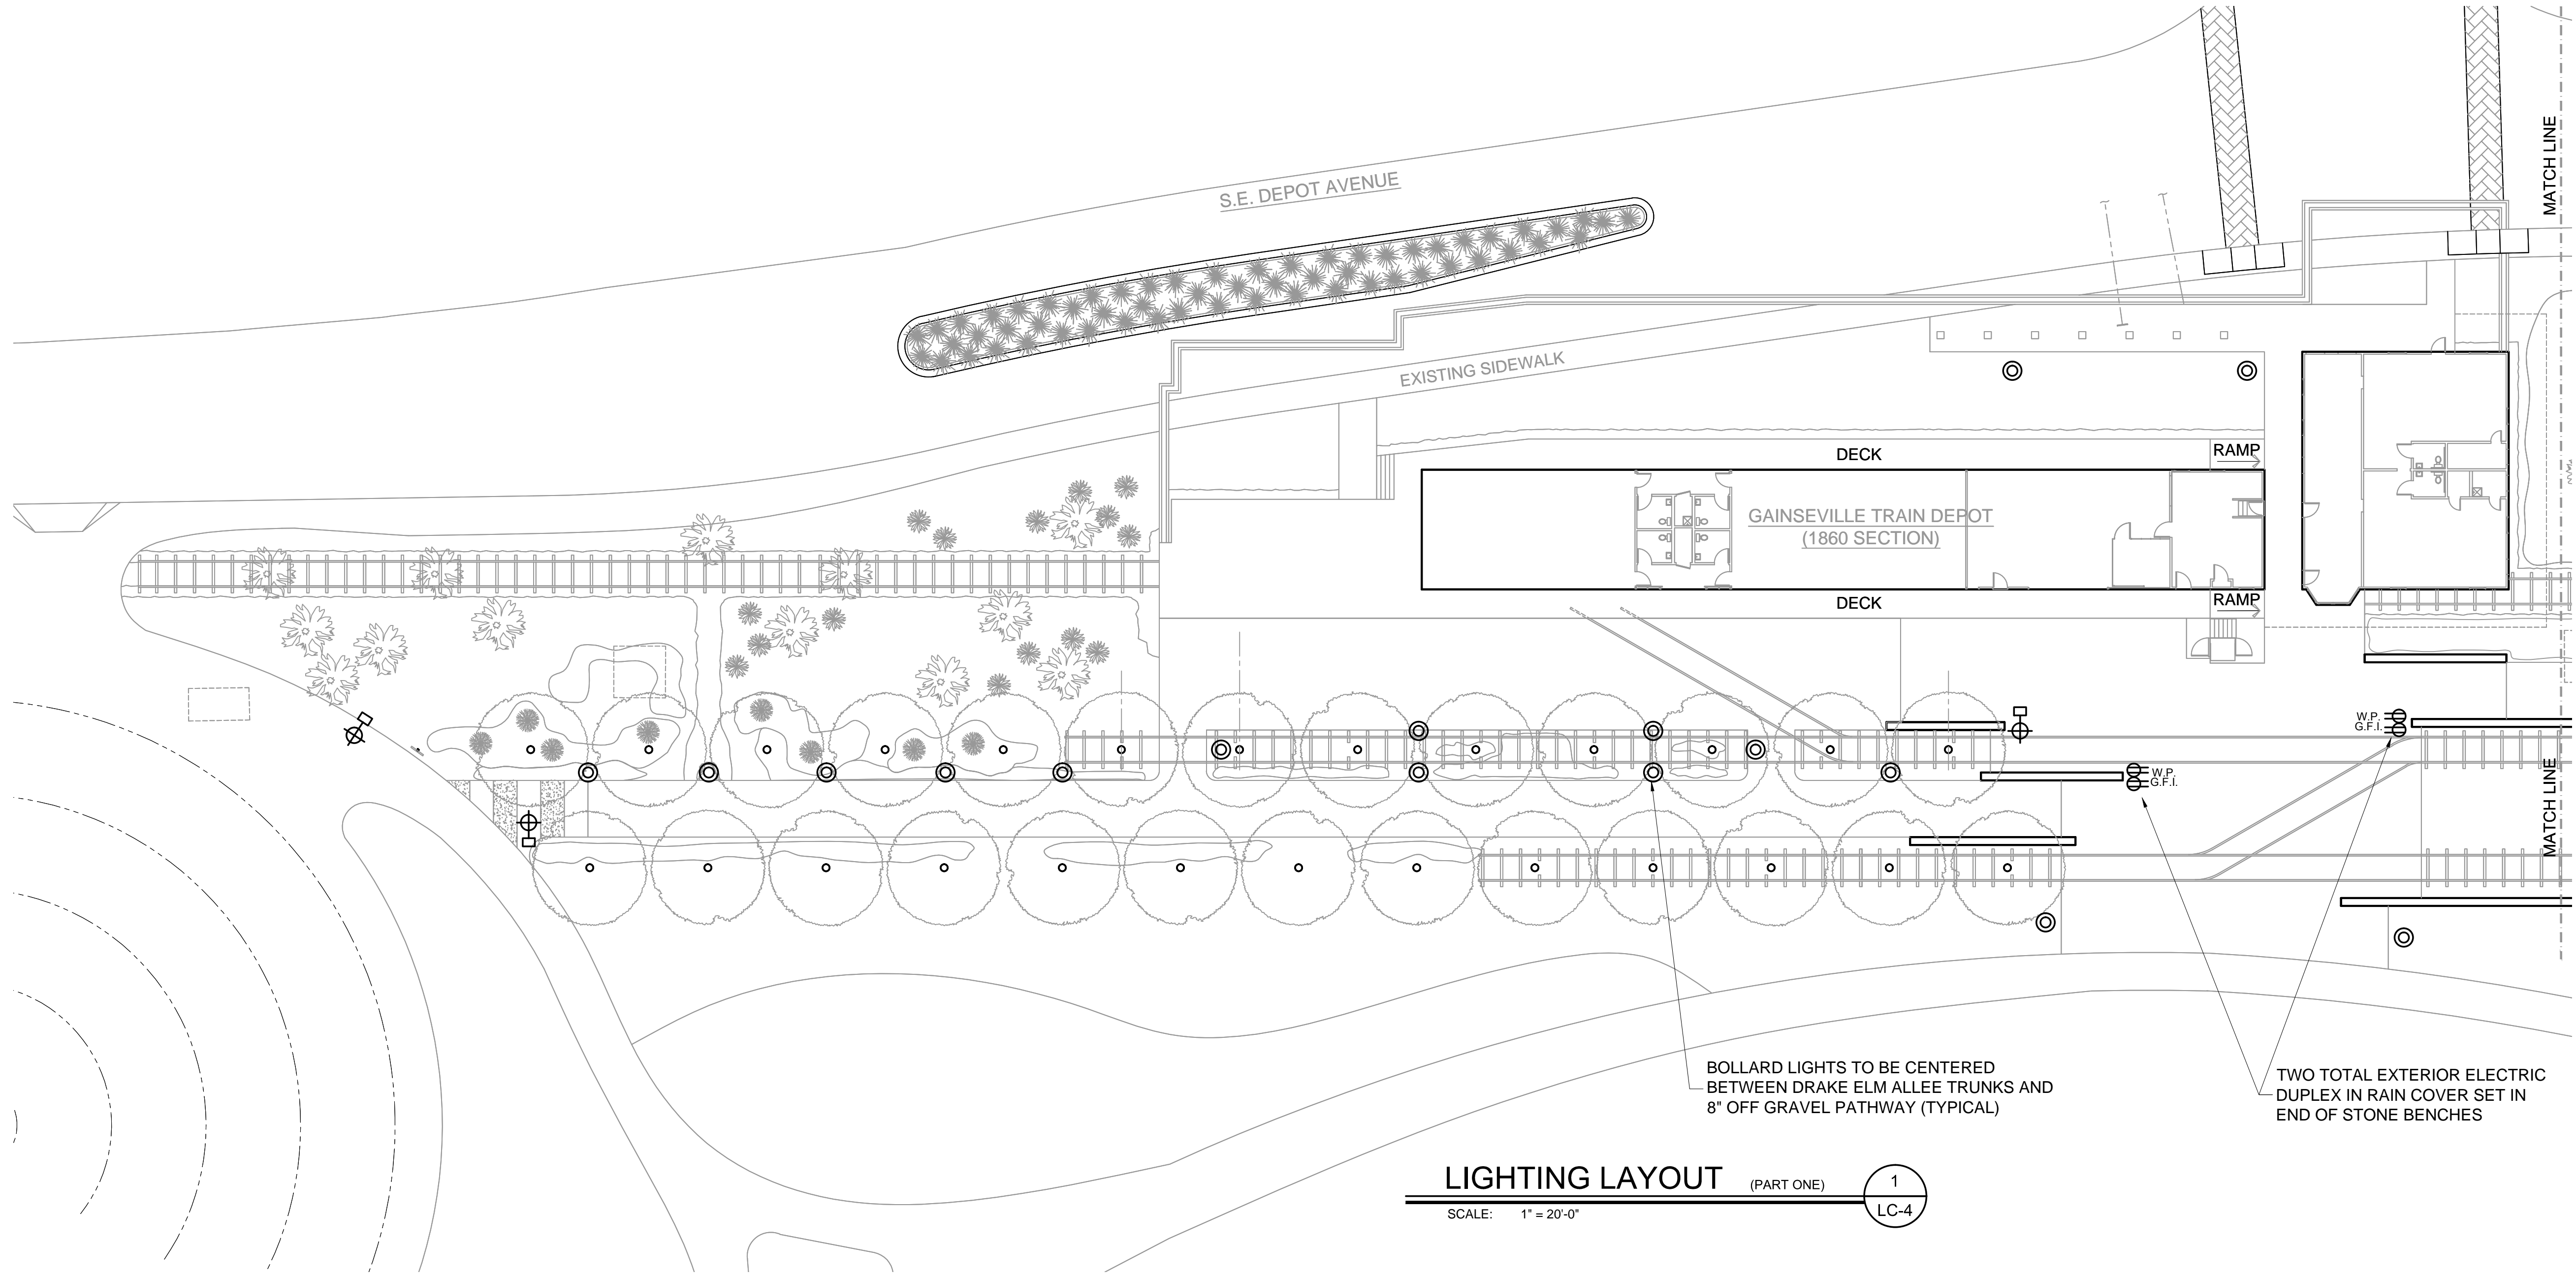 MATCH LINE
S.E. DEPOT AVENUE
EXISTING SIDEWALK
DECK
RAMP
GAINSEVILLE TRAIN DEPOT
(1860 SECTION)
DECK
RAMP
W.P.
G.F.I.
W.P.
G.F.I.
MATCH LINE
BOLLARD LIGHTS TO BE CENTERED
BETWEEN DRAKE ELM ALLEE TRUNKS AND
8" OFF GRAVEL PATHWAY (TYPICAL)
TWO TOTAL EXTERIOR ELECTRIC
DUPLEX IN RAIN COVER SET IN
END OF STONE BENCHES
LIGHTING LAYOUT (PART ONE)
1
LC-4
SCALE: 1" = 20'-0"